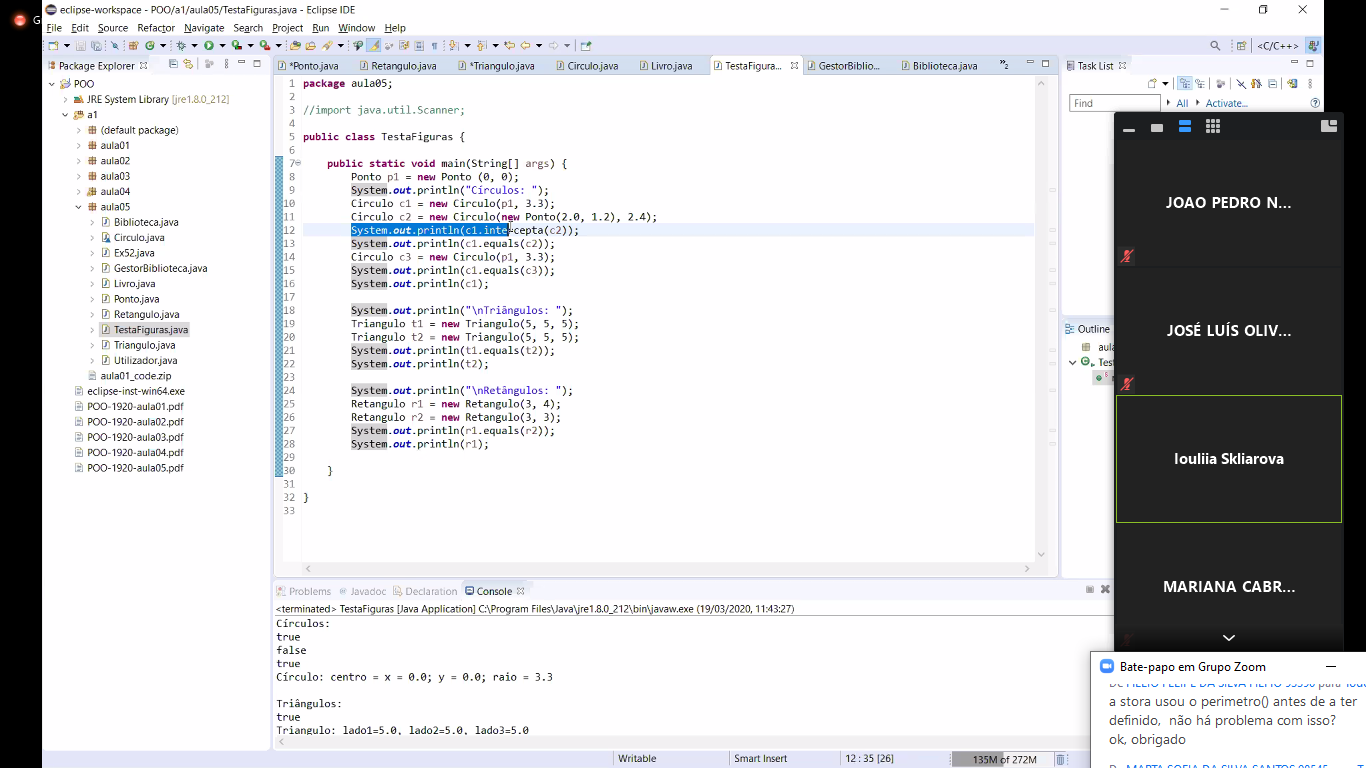 eclipse-workspace - POO/a1/aula05/TestaFiguras.java - Eclipse IDE
File Edit Source Refactor Navigate Search Project Run Window Help
<C/C++>
Package Explorer
*Ponto.java Retangulo.java *Triangulo.java Circulo.java Livro.java TestaFigura... GestorBiblio... Biblioteca.java »2
Task List
Find All Activate...
POO
JRE System Library [jre1.8.0_212]
a1
(default package)
aula01
aula02
aula03
aula04
aula05
Biblioteca.java
Circulo.java
Ex52.java
GestorBiblioteca.java
Livro.java
Ponto.java
Retangulo.java
TestaFiguras.java
Triangulo.java
Utilizador.java
aula01_code.zip
eclipse-inst-win64.exe
POO-1920-aula01.pdf
POO-1920-aula02.pdf
POO-1920-aula03.pdf
POO-1920-aula04.pdf
POO-1920-aula05.pdf
1 package aula05;
2
3 //import java.util.Scanner;
4
5 public class TestaFiguras {
6
7 public static void main(String[] args) {
8 Ponto p1 = new Ponto (0, 0);
9 System.out.println("Círculos: ");
10 Circulo c1 = new Circulo(p1, 3.3);
11 Circulo c2 = new Circulo(new Ponto(2.0, 1.2), 2.4);
12 System.out.println(c1.intercepta(c2));
13 System.out.println(c1.equals(c2));
14 Circulo c3 = new Circulo(p1, 3.3);
15 System.out.println(c1.equals(c3));
16 System.out.println(c1);
17
18 System.out.println("\nTriângulos: ");
19 Triangulo t1 = new Triangulo(5, 5, 5);
20 Triangulo t2 = new Triangulo(5, 5, 5);
21 System.out.println(t1.equals(t2));
22 System.out.println(t2);
23
24 System.out.println("\nRetângulos: ");
25 Retangulo r1 = new Retangulo(3, 4);
26 Retangulo r2 = new Retangulo(3, 3);
27 System.out.println(r1.equals(r2));
28 System.out.println(r1);
29
30 }
31
32 }
33
Outline
aula
Tes
Problems Javadoc Declaration Console
<terminated> TestaFiguras [Java Application] C:\Program Files\Java\jre1.8.0_212\bin\javaw.exe (19/03/2020, 11:43:27)
Círculos:
true
false
true
Círculo: centro = x = 0.0; y = 0.0; raio = 3.3
Triângulos:
true
Triangulo: lado1=5.0, lado2=5.0, lado3=5.0
Writable Smart Insert 12 : 35 [26] 135M of 272M
JOAO PEDRO N...
JOSÉ LUÍS OLIV...
Iouliia Skliarova
MARIANA CABR...
Bate-papo em Grupo Zoom
a stora usou o perimetro() antes de a ter
definido, não há problema com isso?
ok, obrigado